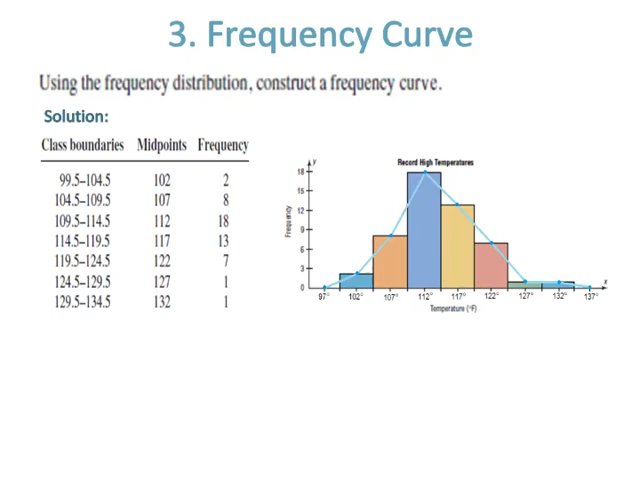 3. Frequency Curve
Using the frequency distribution, construct a frequency curve.
Solution:
Class boundaries Midpoints Frequency
99.5–104.5 102 2
104.5–109.5 107 8
109.5–114.5 112 18
114.5–119.5 117 13
119.5–124.5 122 7
124.5–129.5 127 1
129.5–134.5 132 1
y
Record High Temperatures
18
15
12
9
6
3
0
Frequency
x
97° 102° 107° 112° 117° 122° 127° 132° 137°
Temperature (°F)